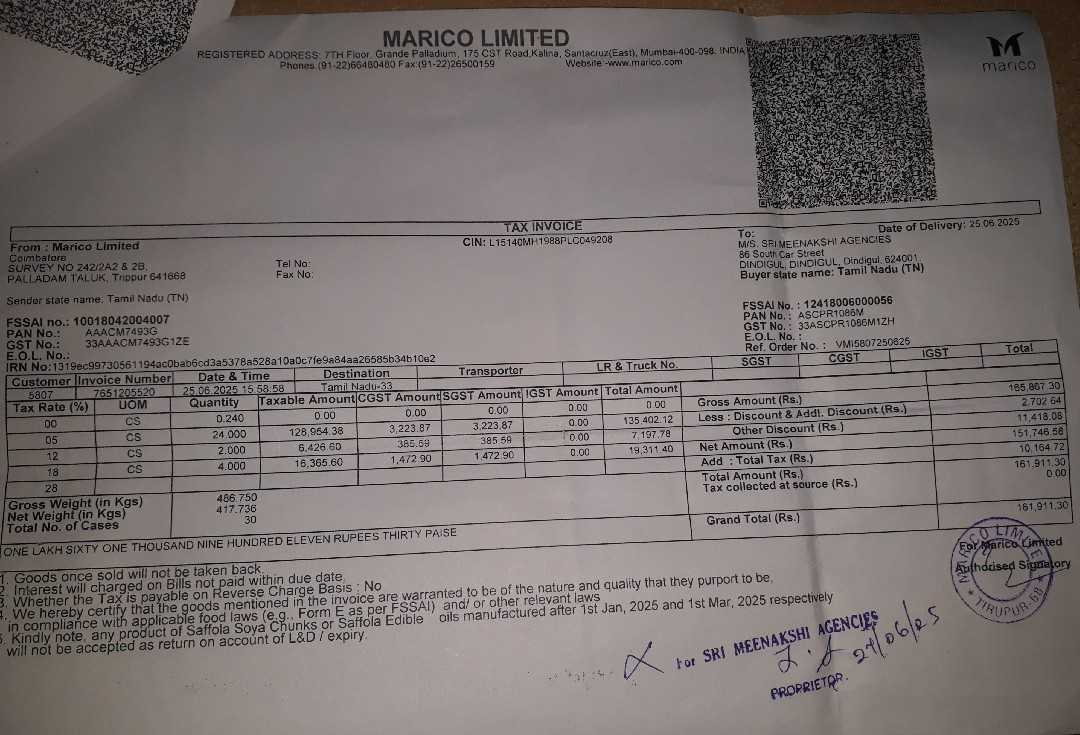 MARICO LIMITED
REGISTERED ADDRESS: 7TH Floor, Grande Palladium, 175 CST Road,Kalina, Santacruz(East), Mumbai-400-098. INDIA
Phones:(91-22)66480480 Fax:(91-22)26500159 Website:-www.marico.com
marico
TAX INVOICE
From : Marico Limited
Coimbatore
SURVEY NO 242/2A2 & 2B,
PALLADAM TALUK, Trippur 641668
Tel No:
Fax No:
Sender state name: Tamil Nadu (TN)
CIN: L15140MH1988PLC049208
To:
Date of Delivery: 25.06.2025
M/S. SRI MEENAKSHI AGENCIES
86 South Car Street
DINDIGUL, DINDIGUL, Dindigul, 624001,
Buyer state name: Tamil Nadu (TN)
FSSAI no.: 10018042004007
PAN No.: AAACM7493G
GST No.: 33AAACM7493G1ZE
E.O.L. No.:
IRN No:1319ec99730561194ac0bab6cd3a5378a528a10a0c7fe9a84aa26585b34b10e2
FSSAI No. : 12418006000056
PAN No.: ASCPR1086M
GST No. : 33ASCPR1086M1ZH
E.O.L. No. :
Ref. Order No. : VMI5807250625
Customer Invoice Number Date & Time Destination Transporter LR & Truck No. SGST CGST IGST Total
5807 7651205520 25.06.2025 15:58:58 Tamil Nadu-33
Tax Rate (%) UOM Quantity Taxable Amount CGST Amount SGST Amount IGST Amount Total Amount
00 CS 0.240 0.00 0.00 0.00 0.00 0.00
05 CS 24.000 128,954.38 3,223.87 3,223.87 0.00 135,402.12
12 CS 2.000 6,426.60 385.59 385.59 0.00 7,197.78
18 CS 4.000 16,365.60 1,472.90 1,472.90 0.00 19,311.40
28
Gross Amount (Rs.) 165,867.30
Less : Discount & Addl. Discount (Rs.) 2,702.64
Other Discount (Rs.) 11,418.08
Net Amount (Rs.) 151,746.58
Add : Total Tax (Rs.) 10,164.72
Total Amount (Rs.) 161,911.30
Tax collected at source (Rs.) 0.00
Grand Total (Rs.) 161,911.30
Gross Weight (in Kgs) 486.750
Net Weight (in Kgs) 417.736
Total No. of Cases 30
ONE LAKH SIXTY ONE THOUSAND NINE HUNDRED ELEVEN RUPEES THIRTY PAISE
1. Goods once sold will not be taken back.
2. Interest will charged on Bills not paid within due date,
3. Whether the Tax is payable on Reverse Charge Basis : No
4. We hereby certify that the goods mentioned in the invoice are warranted to be of the nature and quality that they purport to be,
in compliance with applicable food laws (e.g., Form E as per FSSAI) and/ or other relevant laws
5. Kindly note, any product of Saffola Soya Chunks or Saffola Edible oils manufactured after 1st Jan, 2025 and 1st Mar, 2025 respectively
will not be accepted as return on account of L&D / expiry.
For Marico Limited
Authorised Signatory
MARICO LIMITED
TIRUPUR-68
For SRI MEENAKSHI AGENCIES
PROPRIETOR.